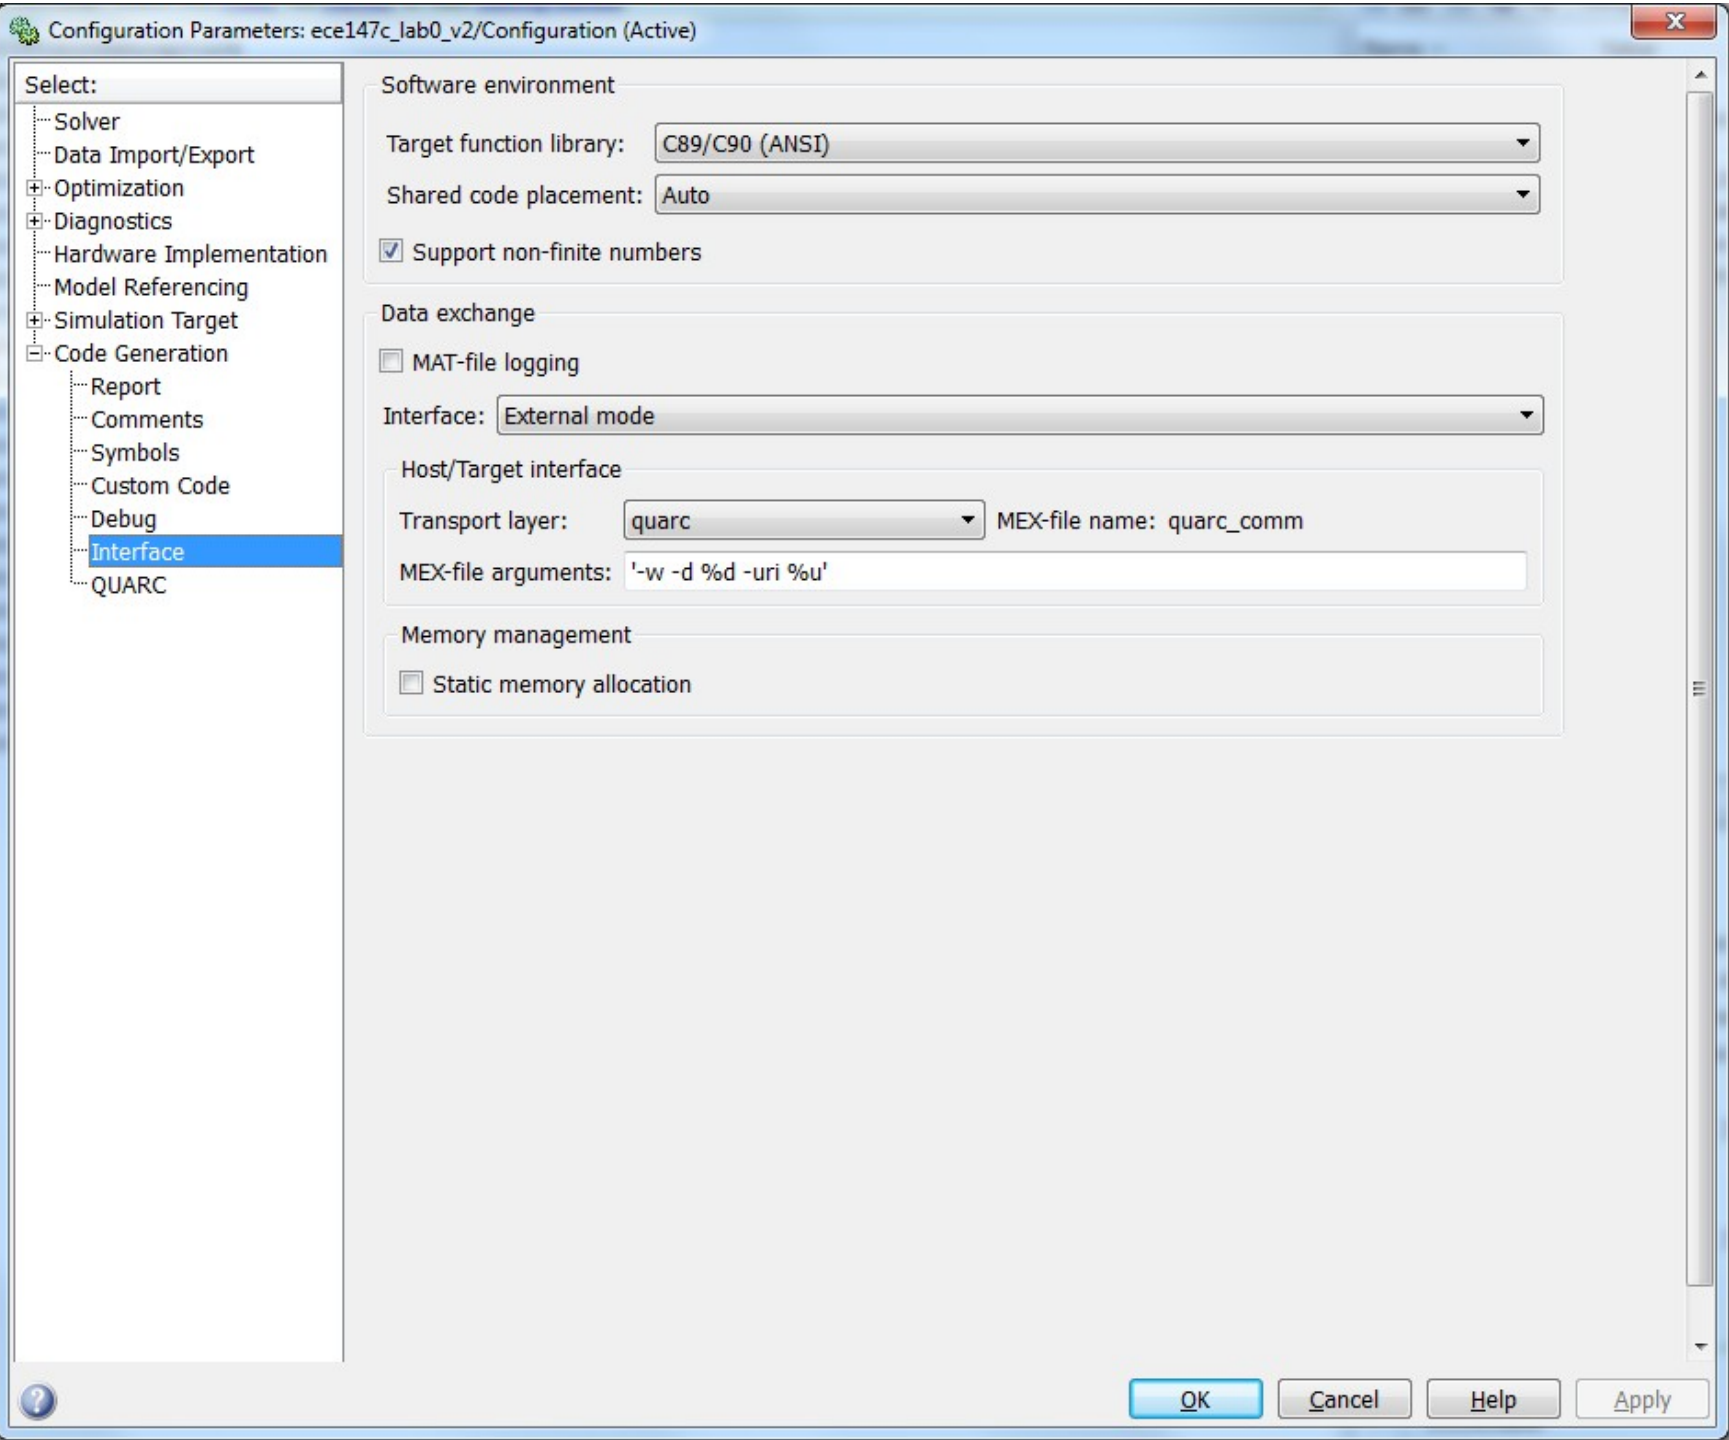 Configuration Parameters: ece147c_lab0_v2/Configuration (Active)
Select:
Solver
Data Import/Export
Optimization
Diagnostics
Hardware Implementation
Model Referencing
Simulation Target
Code Generation
Report
Comments
Symbols
Custom Code
Debug
Interface
QUARC
Software environment
Target function library: C89/C90 (ANSI)
Shared code placement: Auto
Support non-finite numbers
Data exchange
MAT-file logging
Interface: External mode
Host/Target interface
Transport layer: quarc MEX-file name: quarc_comm
MEX-file arguments: '-w -d %d -uri %u'
Memory management
Static memory allocation
OK Cancel Help Apply